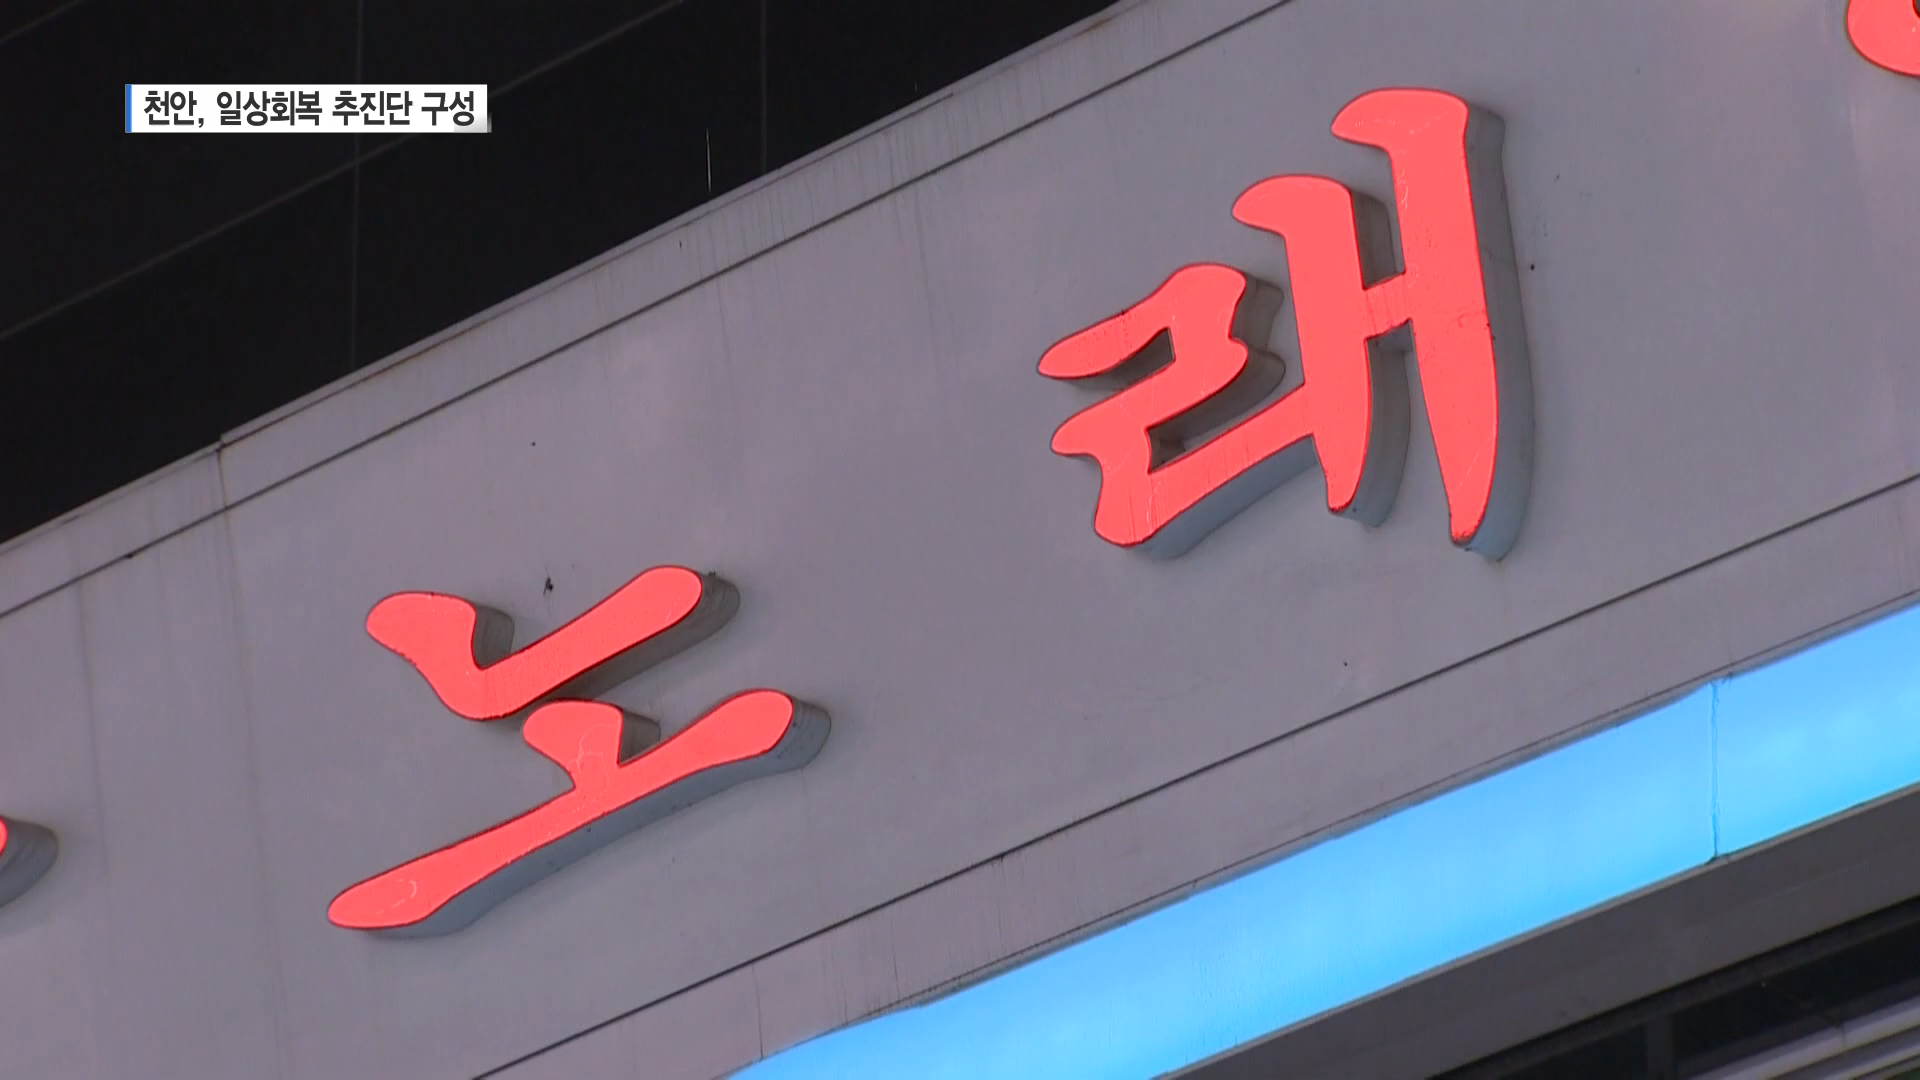 천안, 일상회복 추진단 구성
노래